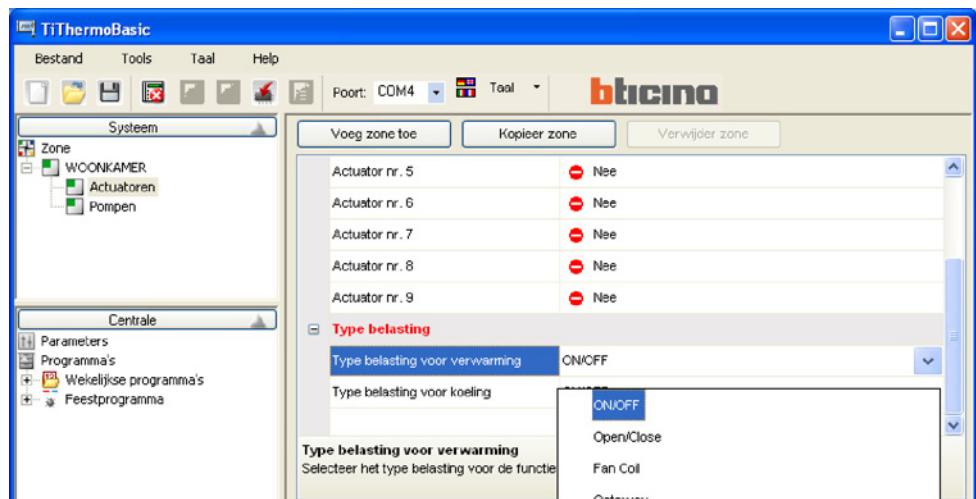 TiThermoBasic
Bestand Tools Taal Help
Poort: COM4 Taal bticino
Systeem
Zone
WOONKAMER
Actuatoren
Pompen
Centrale
Parameters
Programma's
Wekelijkse programma's
Feestprogramma
Voeg zone toe Kopieer zone Verwijder zone
Actuator nr. 5 Nee
Actuator nr. 6 Nee
Actuator nr. 7 Nee
Actuator nr. 8 Nee
Actuator nr. 9 Nee
Type belasting
Type belasting voor verwarming ON/OFF
Type belasting voor koeling
ON/OFF
Open/Close
Fan Coil
Type belasting voor verwarming
Selecteer het type belasting voor de functie